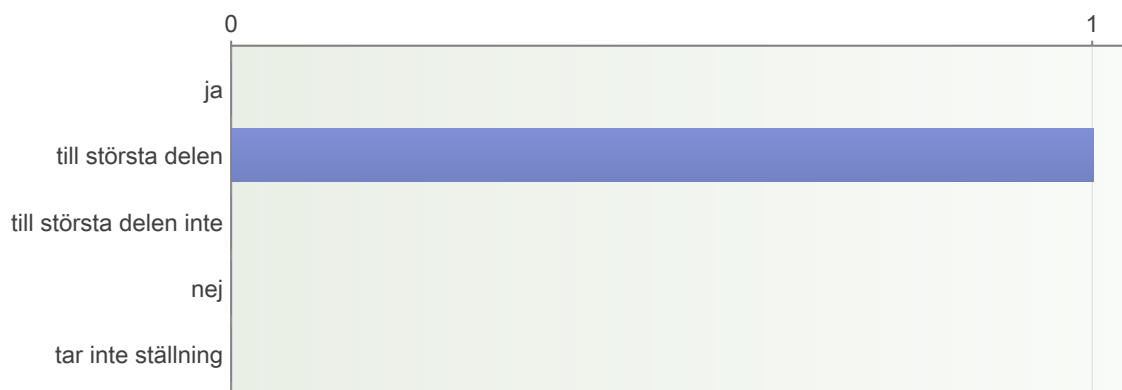 0 1
ja
till största delen
till största delen inte
nej
tar inte ställning